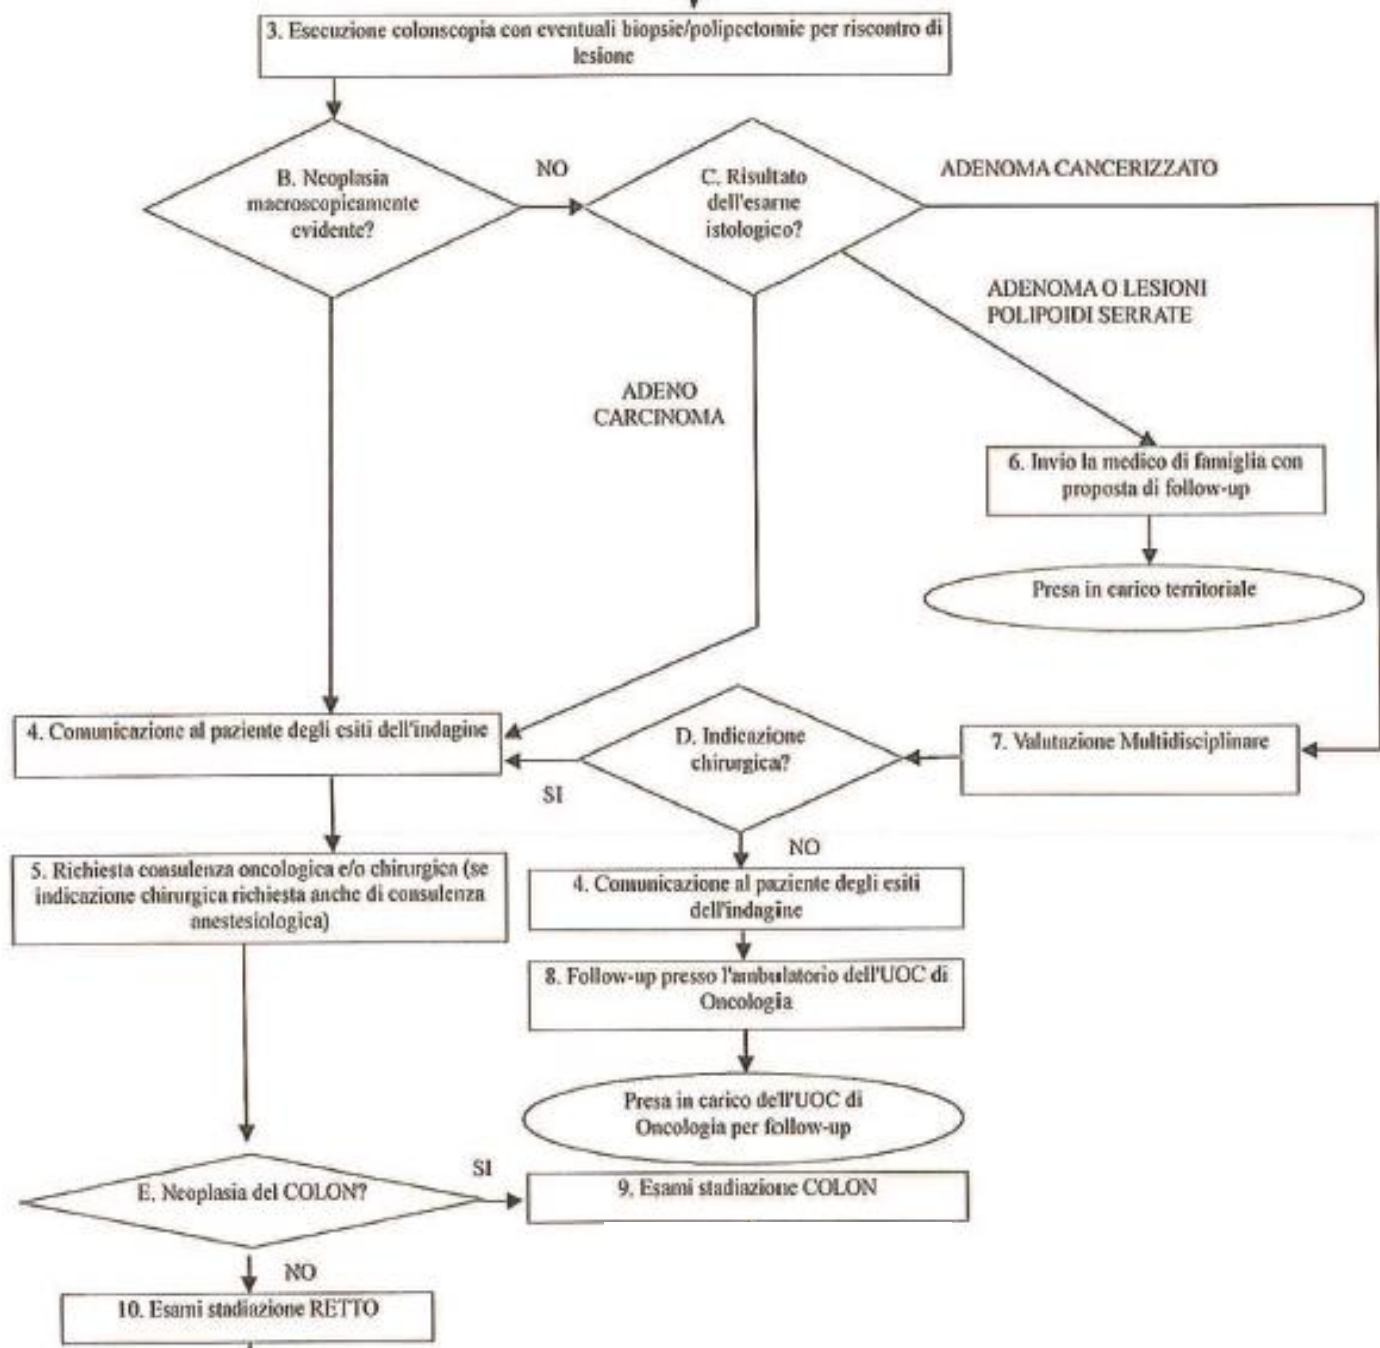 3. Esecuzione colonscopia con eventuali biopsie/polipectomie per riscontro di
lesione
B. Neoplasia
macroscopicamente
evidente?
NO
C. Risultato
dell'esame
istologico?
ADENOMA CANCERIZZATO
ADENOMA O LESIONI
POLIPOIDI SERRATE
ADENO
CARCINOMA
6. Invio la medico di famiglia con
proposta di follow-up
Presa in carico territoriale
4. Comunicazione al paziente degli esiti dell'indagine
D. Indicazione
chirurgica?
7. Valutazione Multidisciplinare
SI
NO
5. Richiesta consulenza oncologica e/o chirurgica (se
indicazione chirurgica richiesta anche di consulenza
anestesiologica)
4. Comunicazione al paziente degli esiti
dell'indagine
8. Follow-up presso l'ambulatorio dell'UOC di
Oncologia
Presa in carico dell'UOC di
Oncologia per follow-up
E. Neoplasia del COLON?
SI
9. Esami stadiazione COLON
NO
10. Esami stadiazione RETTO